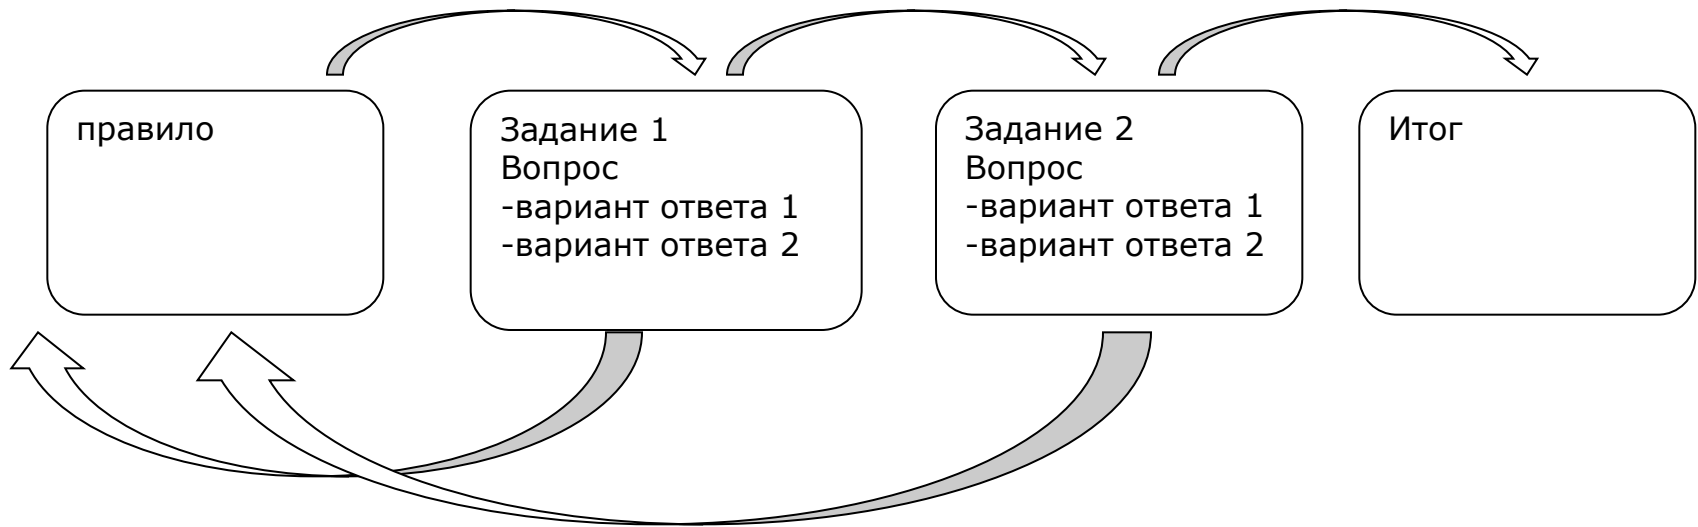 правило
Задание 1
Вопрос
-вариант ответа 1
-вариант ответа 2
Задание 2
Вопрос
-вариант ответа 1
-вариант ответа 2
Итог